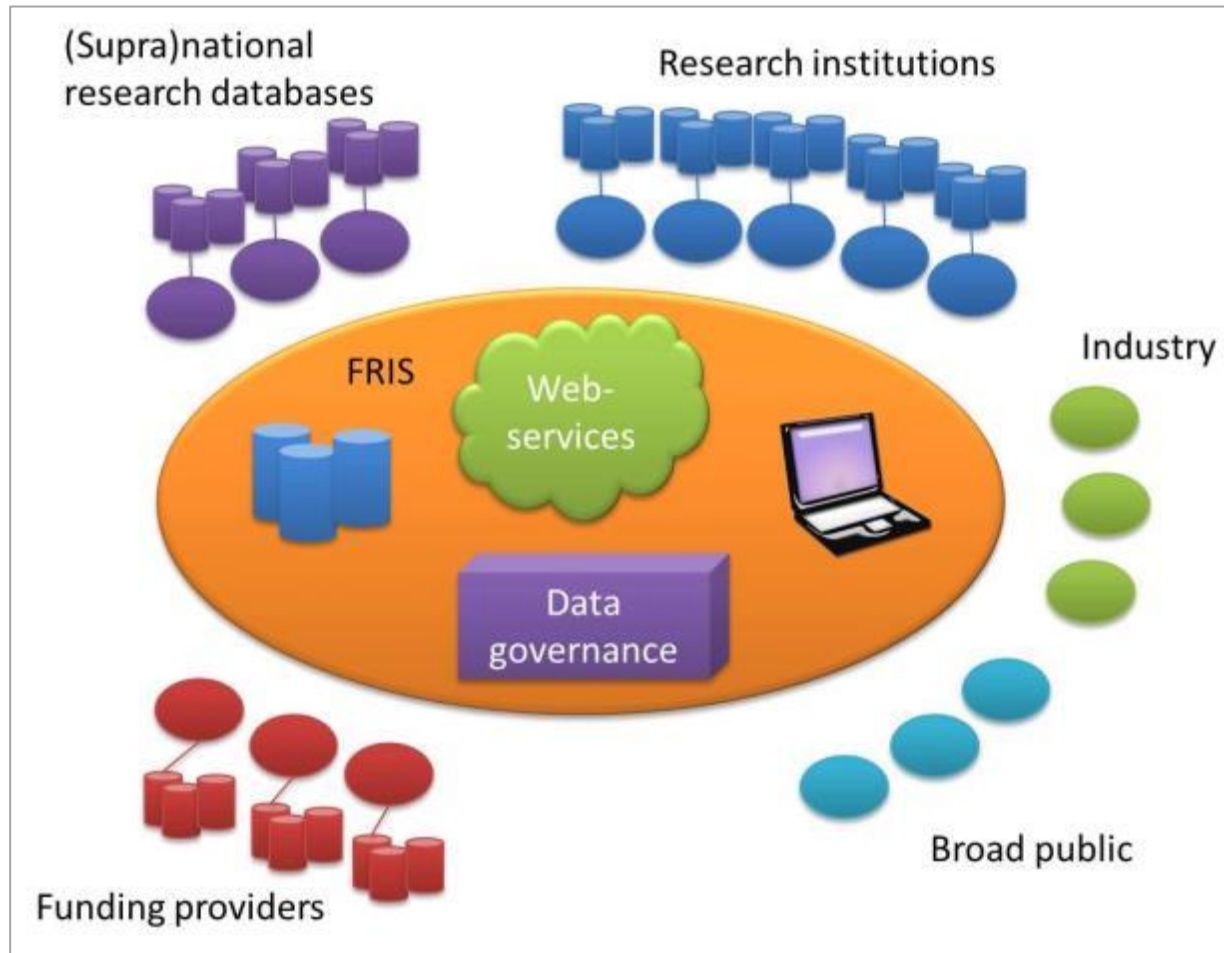 (Supra)national
research databases
Research institutions
Industry
FRIS
Web-
services
Data
governance
Broad public
Funding providers